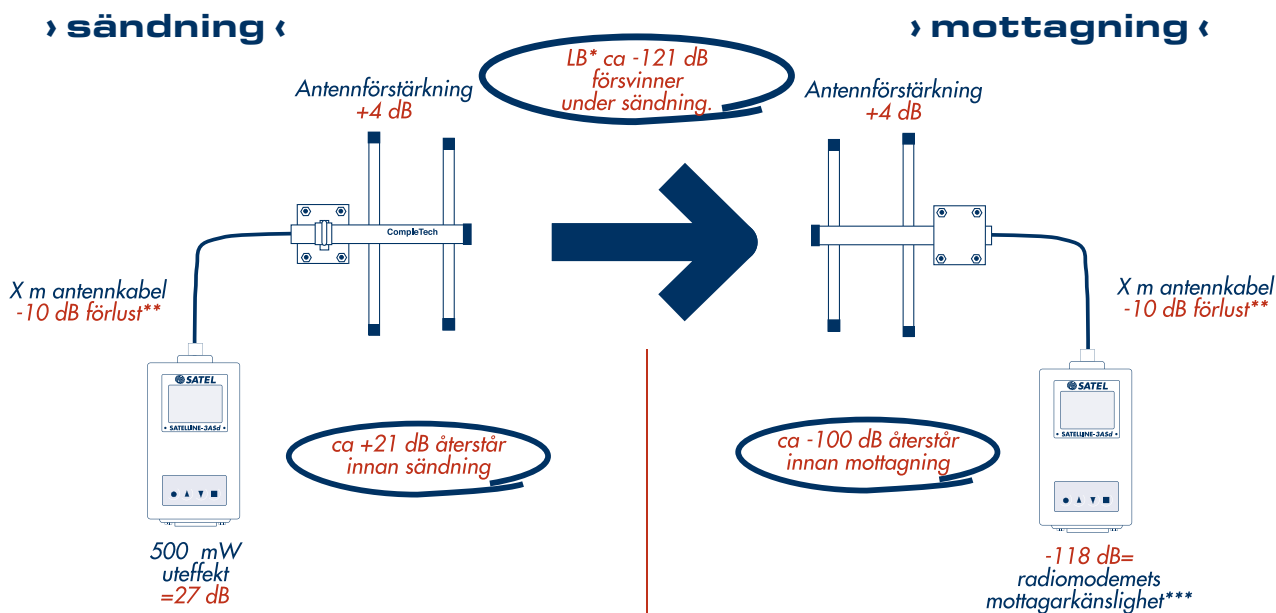 › sändning ‹
› mottagning ‹
LB* ca -121 dB
försvinner
under sändning.
Antennförstärkning
+4 dB
Antennförstärkning
+4 dB
CompleTech
X m antennkabel
-10 dB förlust**
X m antennkabel
-10 dB förlust**
SATEL
SATELLINE-3ASd
SATEL
SATELLINE-3ASd
ca +21 dB återstår
innan sändning
ca -100 dB återstår
innan mottagning
500 mW
uteffekt
=27 dB
-118 dB=
radiomodemets
mottagarkänslighet***